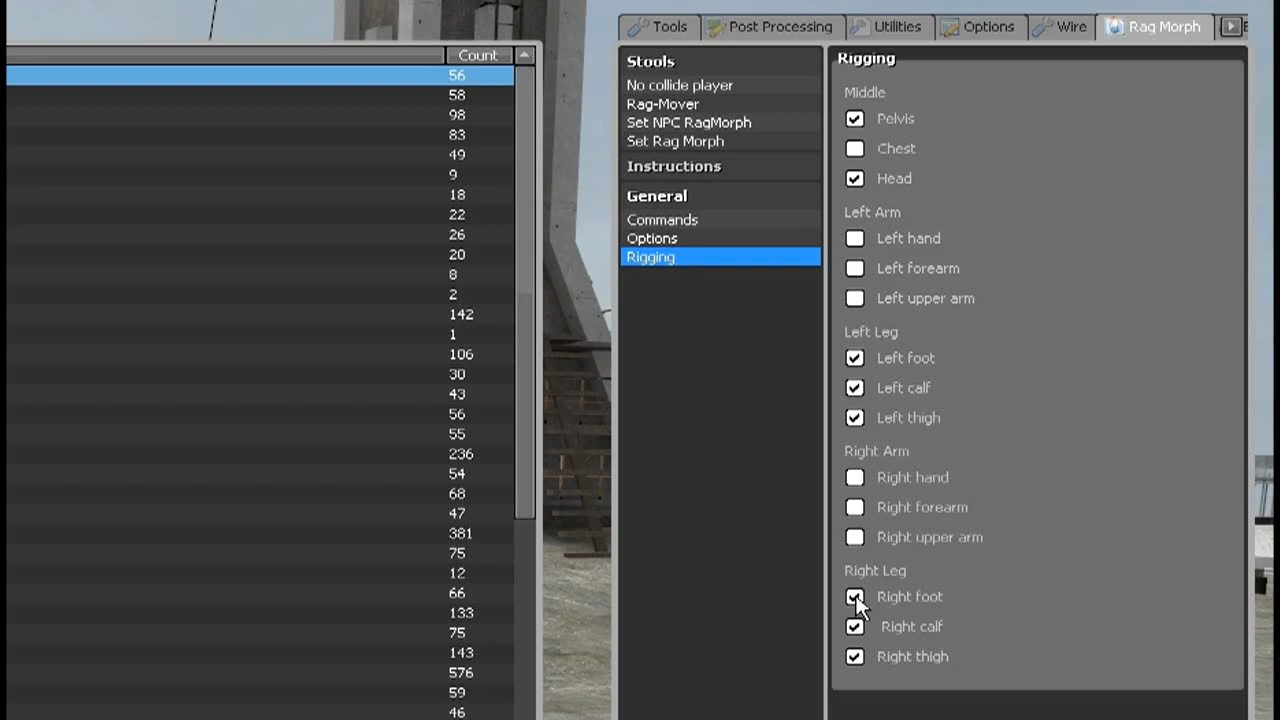 Tools Post Processing Utilities Options Wire Rag Morph
Count
56
58
98
83
49
9
18
22
26
20
8
2
142
1
106
30
43
56
55
236
54
68
47
381
75
12
66
133
75
143
576
59
46
Stools
No collide player
Rag-Mover
Set NPC RagMorph
Set Rag Morph
Instructions
General
Commands
Options
Rigging
Rigging
Middle
Pelvis
Chest
Head
Left Arm
Left hand
Left forearm
Left upper arm
Left Leg
Left foot
Left calf
Left thigh
Right Arm
Right hand
Right forearm
Right upper arm
Right Leg
Right foot
Right calf
Right thigh